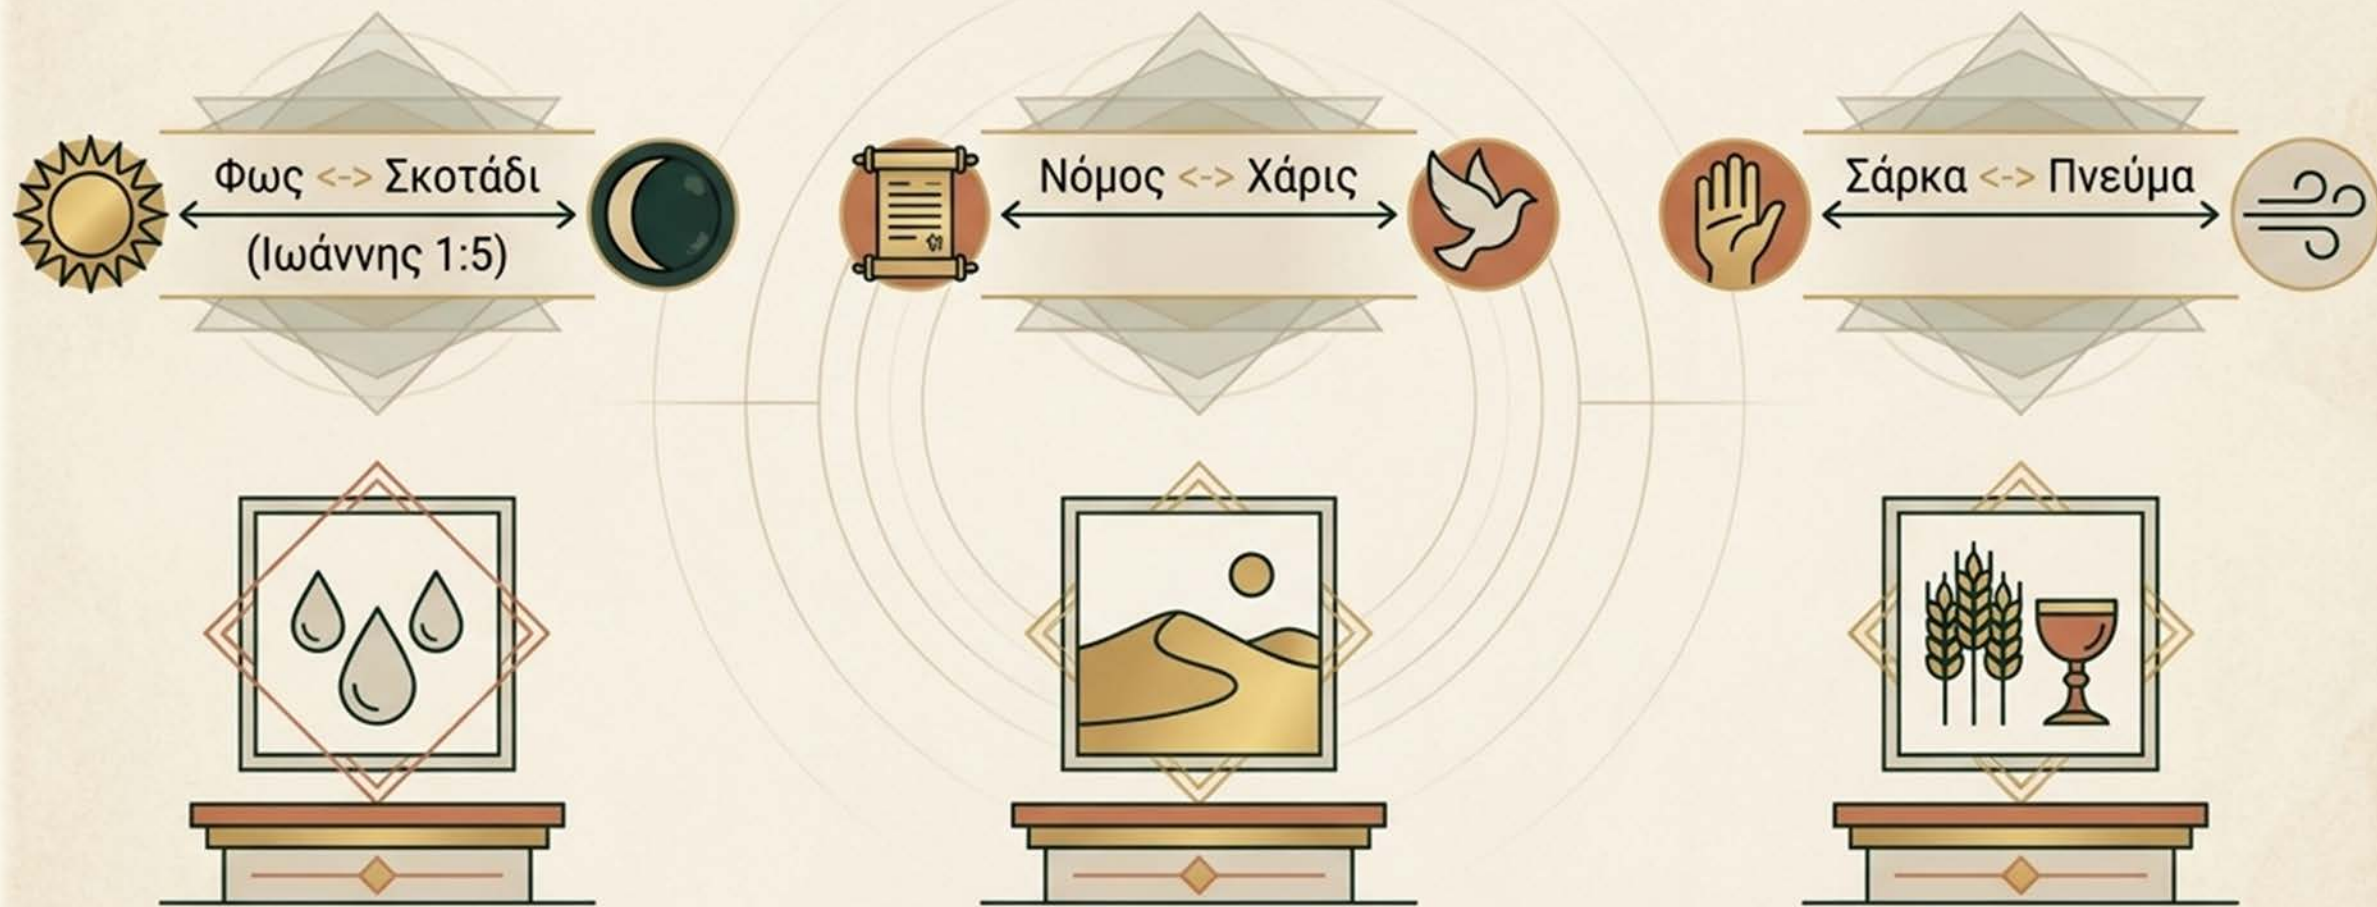 Φως <-> Σκοτάδι
(Ιωάννης 1:5)
Νόμος <-> Χάρις
Σάρκα <-> Πνεύμα